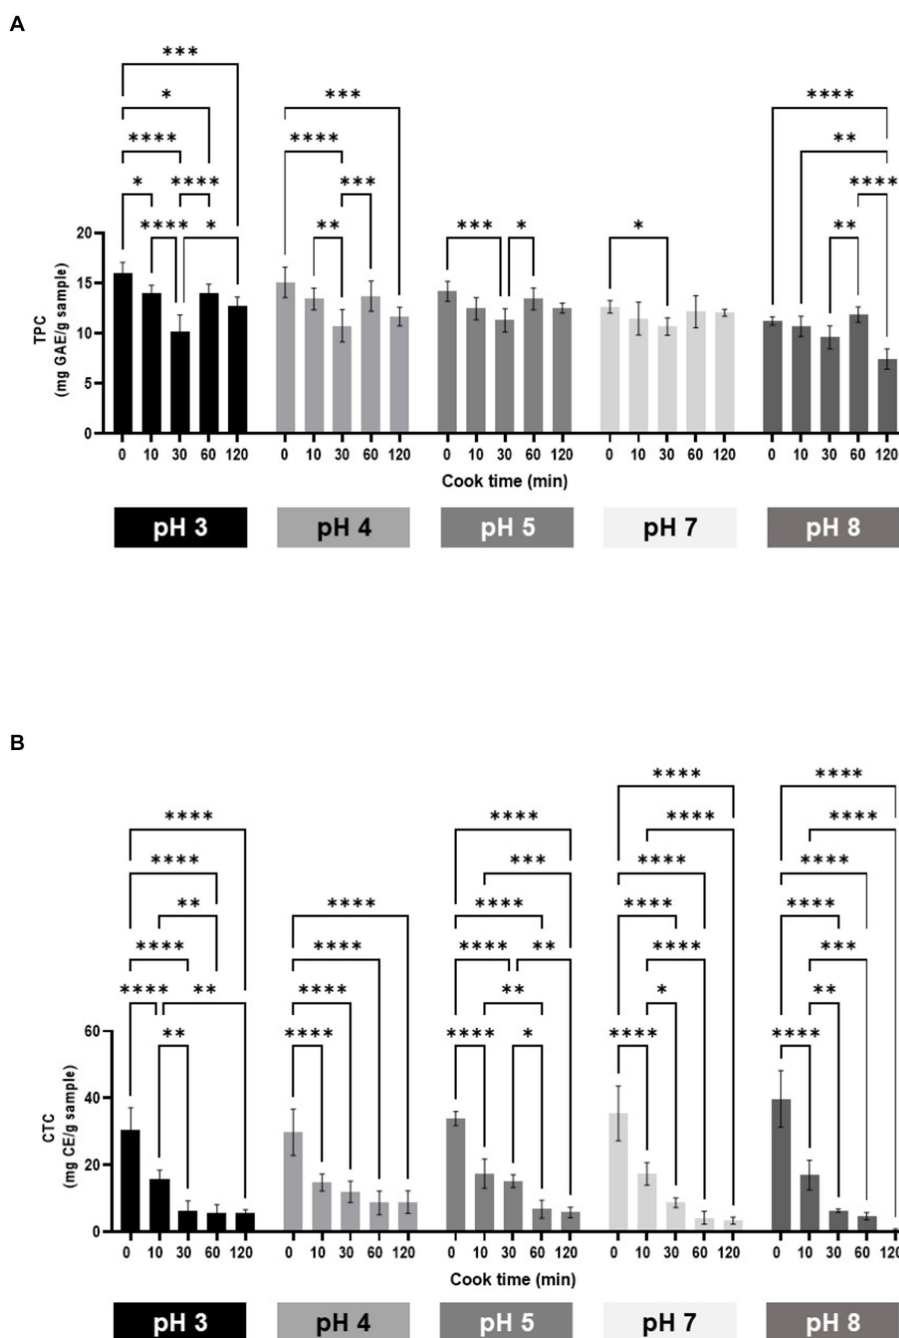 A
***
*
***
****
****
****
***
**
*
****
***
****
****
*
**
***
*
*
**
20
15
10
5
0
TPC
(mg GAE/g sample)
0 10 30 60 120 0 10 30 60 120 0 10 30 60 120 0 10 30 60 120 0 10 30 60 120
Cook time (min)
pH 3 pH 4 pH 5 pH 7 pH 8
B
**** ****
**** **** **** ****
**** *** **** ****
** **** **** **** ****
**** **** **** ** **** ***
**** ** **** ** * **
** **** **** * **** ****
60
40
20
0
CTC
(mg CE/g sample)
0 10 30 60 120 0 10 30 60 120 0 10 30 60 120 0 10 30 60 120 0 10 30 60 120
Cook time (min)
pH 3 pH 4 pH 5 pH 7 pH 8